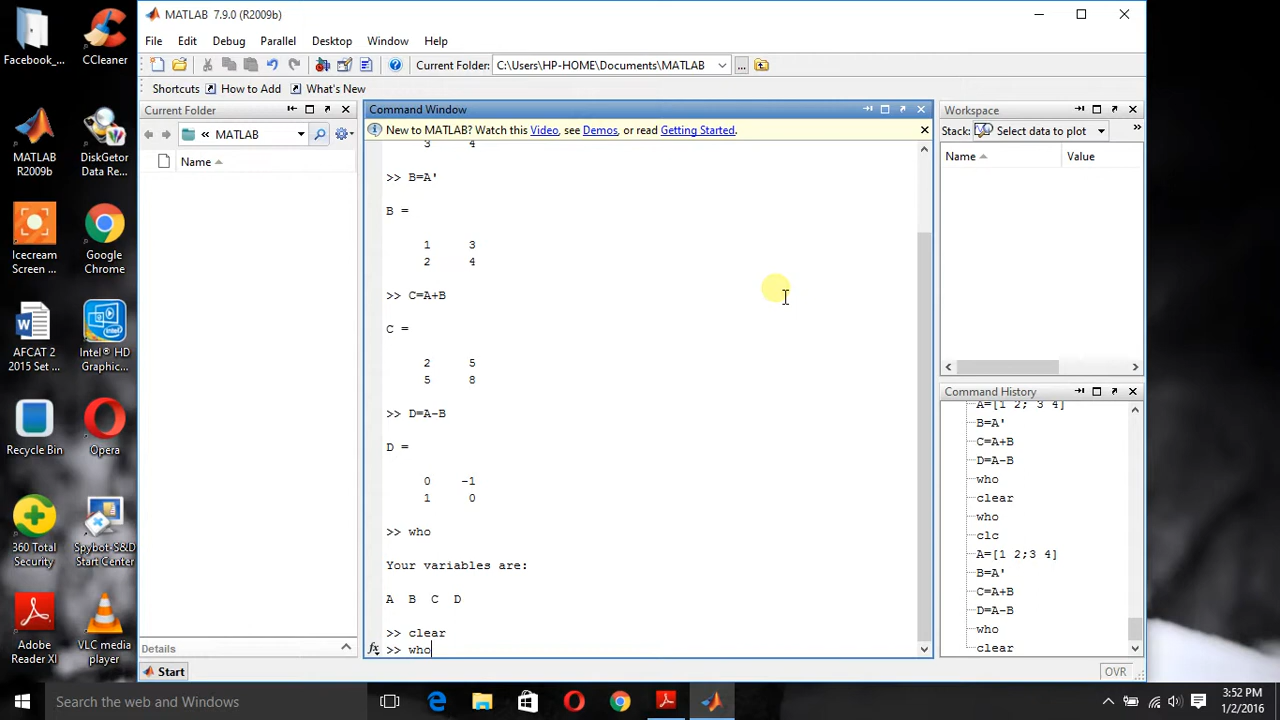 Facebook_...
CCleaner
MATLAB R2009b
DiskGetor Data Re...
Icecream Screen ...
Google Chrome
AFCAT 2 2015 Set ...
Intel® HD Graphic...
Recycle Bin
Opera
360 Total Security
Spybot-S&D Start Center
Adobe Reader XI
VLC media player
MATLAB 7.9.0 (R2009b)
File Edit Debug Parallel Desktop Window Help
Current Folder: C:\Users\HP-HOME\Documents\MATLAB
...
Shortcuts How to Add What's New
Current Folder
« MATLAB
Name
Details
Command Window
New to MATLAB? Watch this Video, see Demos, or read Getting Started.
3 4
>> B=A'
B =
1 3
2 4
>> C=A+B
C =
2 5
5 8
>> D=A-B
D =
0 -1
1 0
>> who
Your variables are:
A B C D
>> clear
fx >> who
Workspace
Stack: Select data to plot »
Name Value
Command History
A=[1 2; 3 4]
B=A'
C=A+B
D=A-B
who
clear
who
clc
A=[1 2;3 4]
B=A'
C=A+B
D=A-B
who
clear
Start
OVR
Search the web and Windows
3:52 PM
1/2/2016